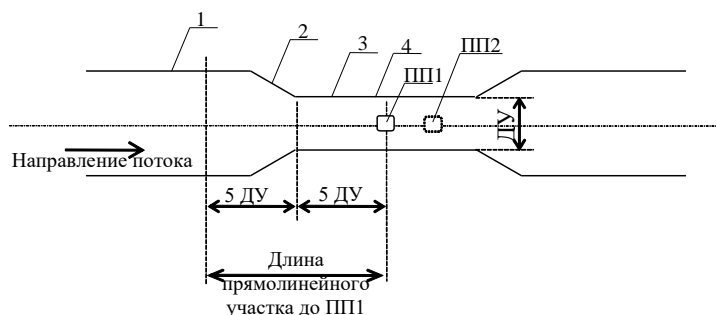 1
2
3
4
ПП2
ПП1
ДУ
Направление потока
5 ДУ
5 ДУ
Длина
прямолинейного
участка до ПП1